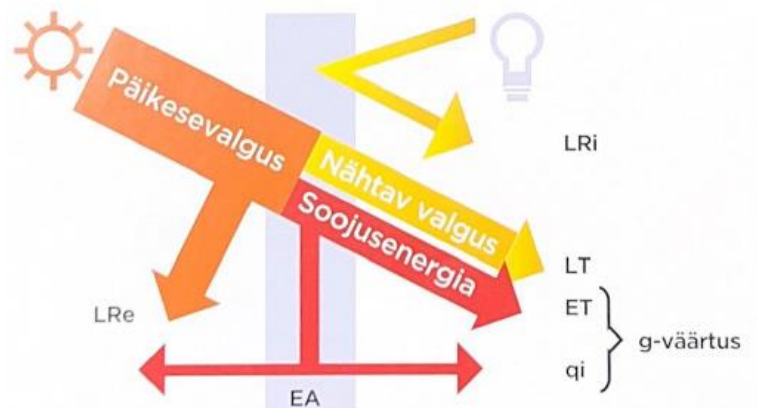 Päikesevalgus
Nähtav valgus
Soojusenergia
LRi
LT
ET
LRe
g-väärtus
qi
EA